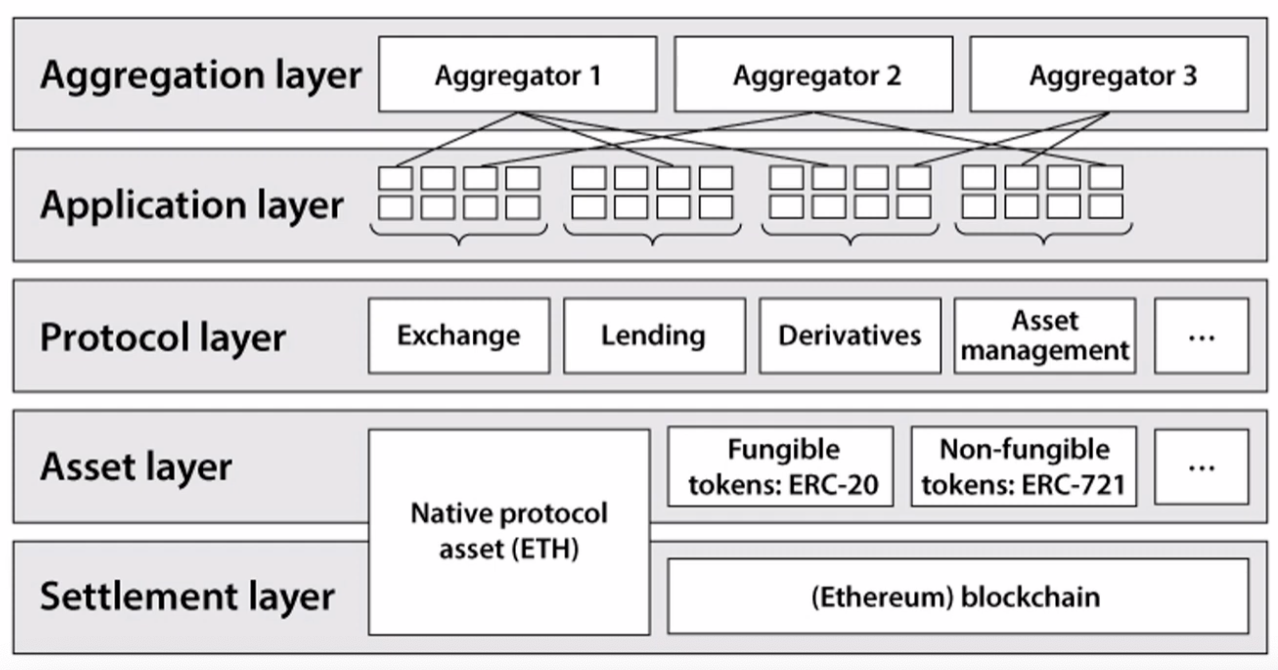 Aggregation layer
Aggregator 1
Aggregator 2
Aggregator 3
Application layer
Protocol layer
Exchange
Lending
Derivatives
Asset
management
...
Asset layer
Native protocol
asset (ETH)
Fungible
tokens: ERC-20
Non-fungible
tokens: ERC-721
...
Settlement layer
(Ethereum) blockchain